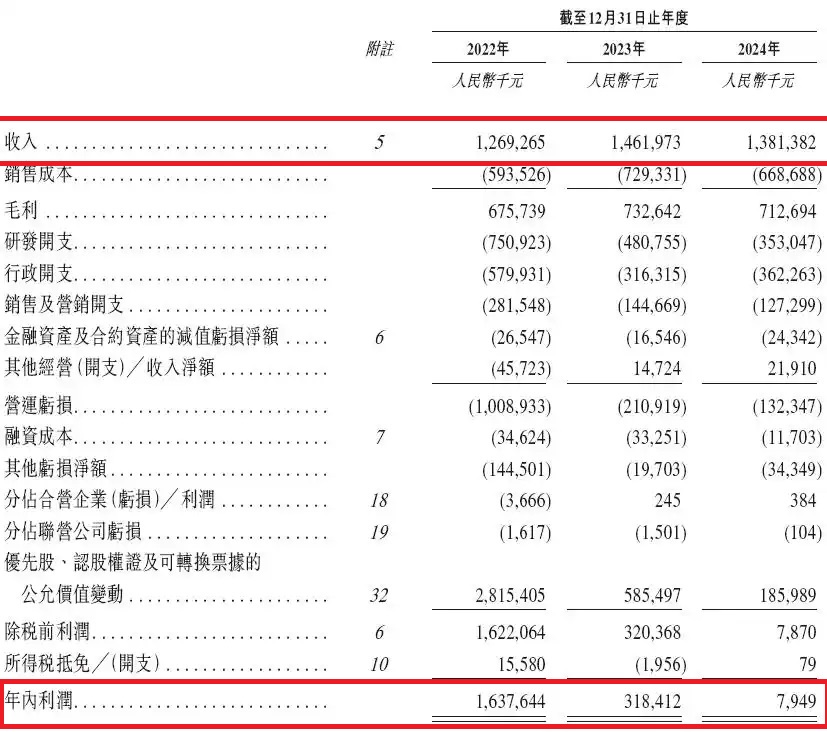 截至12月31日止年度
附註 2022年 2023年 2024年
人民幣千元 人民幣千元 人民幣千元
收入 .............................. 5 1,269,265 1,461,973 1,381,382
銷售成本........................... (593,526) (729,331) (668,688)
毛利 .............................. 675,739 732,642 712,694
研發開支........................... (750,923) (480,755) (353,047)
行政開支........................... (579,931) (316,315) (362,263)
銷售及營銷開支 ..................... (281,548) (144,669) (127,299)
金融資產及合約資產的減值虧損淨額 ..... 6 (26,547) (16,546) (24,342)
其他經營(開支)╱收入淨額 ............ (45,723) 14,724 21,910
營運虧損........................... (1,008,933) (210,919) (132,347)
融資成本........................... 7 (34,624) (33,251) (11,703)
其他虧損淨額 ....................... (144,501) (19,703) (34,349)
分佔合營企業(虧損)╱利潤 ............ 18 (3,666) 245 384
分佔聯營公司虧損 ................... 19 (1,617) (1,501) (104)
優先股、認股權證及可轉換票據的
公允價值變動 ..................... 32 2,815,405 585,497 185,989
除稅前利潤......................... 6 1,622,064 320,368 7,870
所得稅抵免╱(開支) ................. 10 15,580 (1,956) 79
年內利潤........................... 1,637,644 318,412 7,949